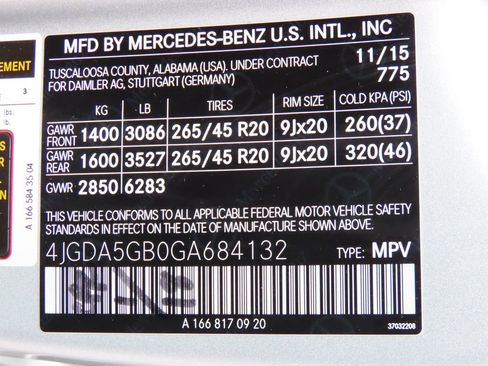 MFD BY MERCEDES-BENZ U.S. INTL., INC
TUSCALOOSA COUNTY, ALABAMA (USA). UNDER CONTRACT 11/15
FOR DAIMLER AG, STUTTGART (GERMANY) 775
KG LB TIRES RIM SIZE COLD KPA (PSI)
GAWR FRONT 1400 3086 265/45 R20 9Jx20 260(37)
GAWR REAR 1600 3527 265/45 R20 9Jx20 320(46)
GVWR 2850 6283
THIS VEHICLE CONFORMS TO ALL APPLICABLE FEDERAL MOTOR VEHICLE SAFETY
STANDARDS IN EFFECT ON THE DATE OF MANUFACTURE SHOWN ABOVE.
4JGDA5GB0GA684132 TYPE: MPV
A 166 817 09 20
37032208
EMENT
3
lbs.
A 166 584 35 04